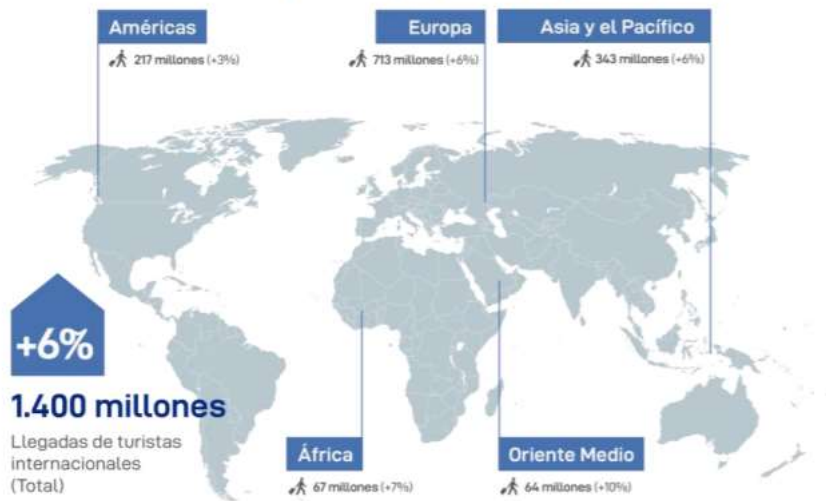 Américas
217 millones (+3%)
Europa
713 millones (+6%)
Asia y el Pacífico
343 millones (+6%)
+6%
1.400 millones
Llegadas de turistas
internacionales
(Total)
África
67 millones (+7%)
Oriente Medio
64 millones (+10%)